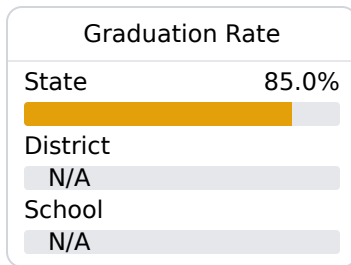 Graduation Rate
State 85.0%
District
N/A
School
N/A